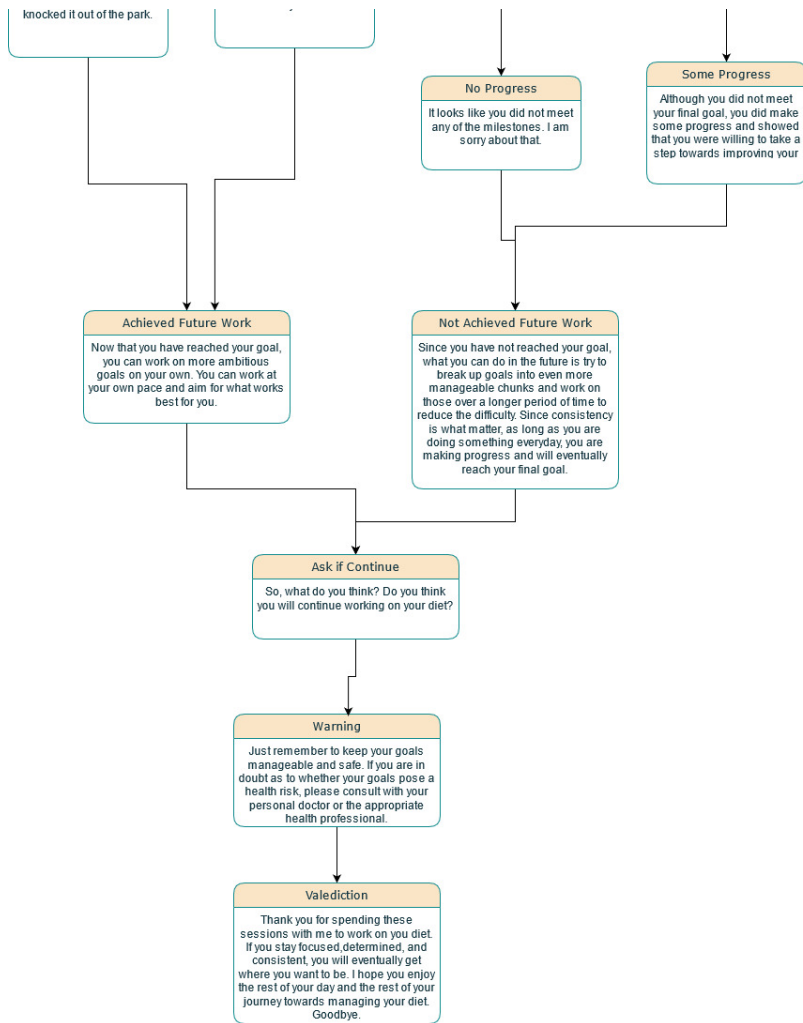 knocked it out of the park.
No Progress
It looks like you did not meet
any of the milestones. I am
sorry about that.
Some Progress
Although you did not meet
your final goal, you did make
some progress and showed
that you were willing to take a
step towards improving your
Achieved Future Work
Now that you have reached your goal,
you can work on more ambitious
goals on your own. You can work at
your own pace and aim for what works
best for you.
Not Achieved Future Work
Since you have not reached your goal,
what you can do in the future is try to
break up goals into even more
manageable chunks and work on
those over a longer period of time to
reduce the difficulty. Since consistency
is what matter, as long as you are
doing something everyday, you are
making progress and will eventually
reach your final goal.
Ask if Continue
So, what do you think? Do you think
you will continue working on your diet?
Warning
Just remember to keep your goals
manageable and safe. If you are in
doubt as to whether your goals pose a
health risk, please consult with your
personal doctor or the appropriate
health professional.
Valediction
Thank you for spending these
sessions with me to work on you diet.
If you stay focused,determined, and
consistent, you will eventually get
where you want to be. I hope you enjoy
the rest of your day and the rest of your
journey towards managing your diet.
Goodbye.